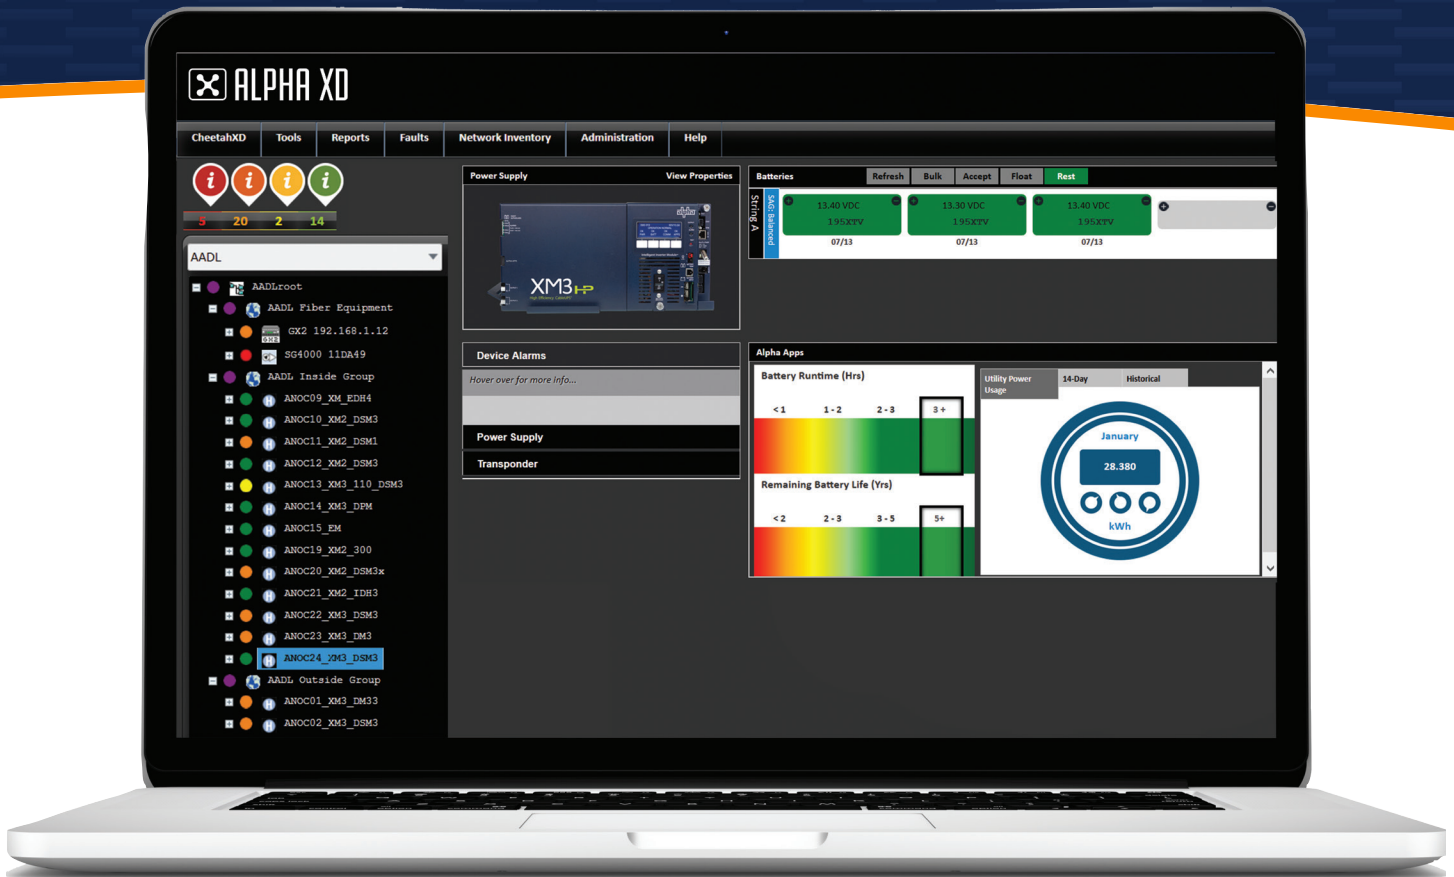 ALPHA XD
CheetahXD Tools Reports Faults Network Inventory Administration Help
i i i i
5 20 2 14
AADL
AADLroot
AADL Fiber Equipment
GX2 192.168.1.12
SG4000 11DA49
AADL Inside Group
ANOC09_XM_EDH4
ANOC10_XM2_DSM3
ANOC11_XM2_DSM1
ANOC12_XM2_DSM3
ANOC13_XM3_110_DSM3
ANOC14_XM3_DPM
ANOC15_EM
ANOC19_XM2_300
ANOC20_XM2_DSM3x
ANOC21_XM2_IDH3
ANOC22_XM3_DSM3
ANOC23_XM3_DM3
ANOC24_XM3_DSM3
AADL Outside Group
ANOC01_XM3_DM33
ANOC02_XM3_DSM3
Power Supply View Properties
alpha
XM3 HP
Device Alarms
Hover over for more info...
Power Supply
Transponder
Batteries Refresh Bulk Accept Float Rest
String A
SAG: Balanced
13.40 VDC 13.30 VDC 13.40 VDC
195XTV 195XTV 195XTV
07/13 07/13 07/13
Alpha Apps
Battery Runtime (Hrs)
<1 1-2 2-3 3+
Remaining Battery Life (Yrs)
<2 2-3 3-5 5+
Utility Power
Usage
14-Day Historical
January
28.380
kWh